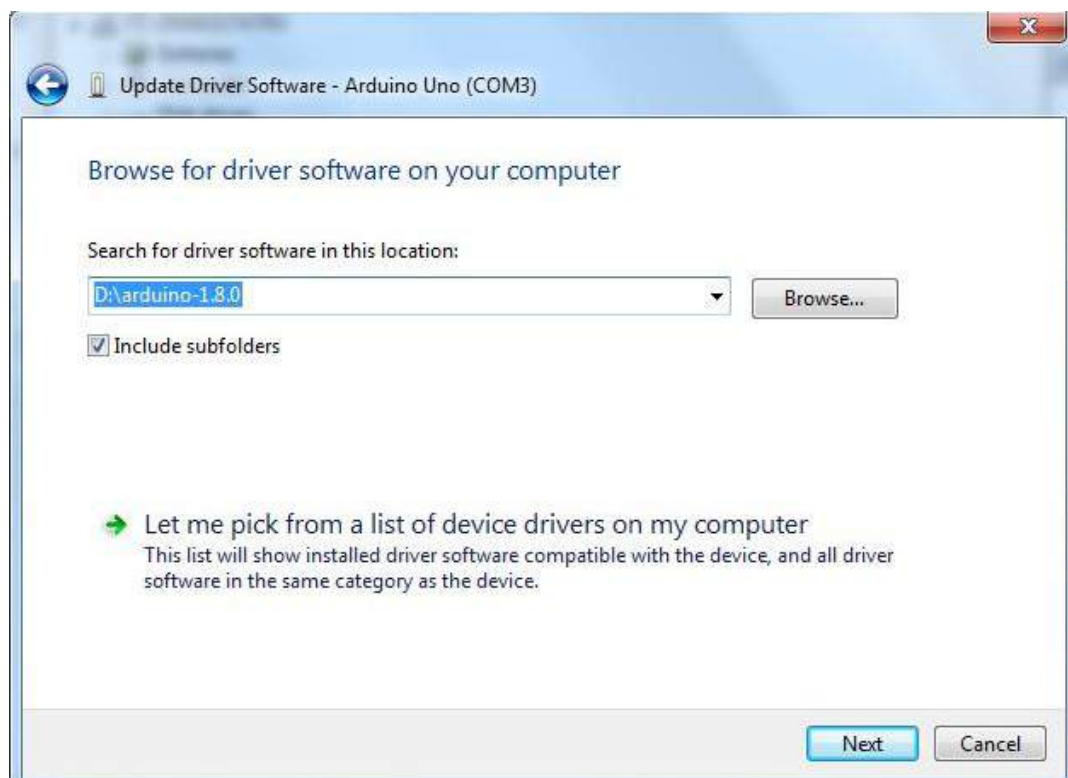 Update Driver Software - Arduino Uno (COM3)
Browse for driver software on your computer
Search for driver software in this location:
D:\arduino-1.8.0
Browse...
Include subfolders
Let me pick from a list of device drivers on my computer
This list will show installed driver software compatible with the device, and all driver
software in the same category as the device.
Next
Cancel